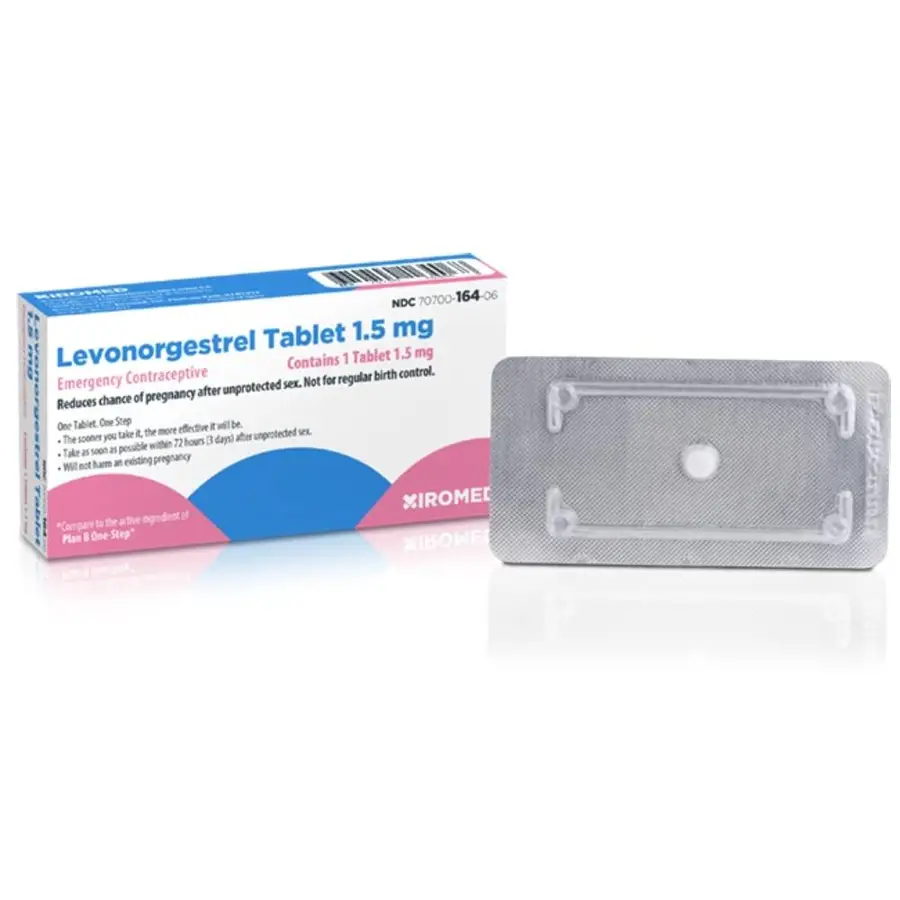 XIROMED
NDC 70700-164-06
Levonorgestrel Tablet 1.5 mg
Contains 1 Tablet 1.5 mg
Emergency Contraceptive
Reduces chance of pregnancy after unprotected sex. Not for regular birth control.
One Tablet. One Step
• The sooner you take it, the more effective it will be.
• Take as soon as possible within 72 hours (3 days) after unprotected sex.
• Will not harm an existing pregnancy
XIROMED
*Compare to the active ingredient of
Plan B One-Step*
Levonorgestrel Tablet
1.5 mg